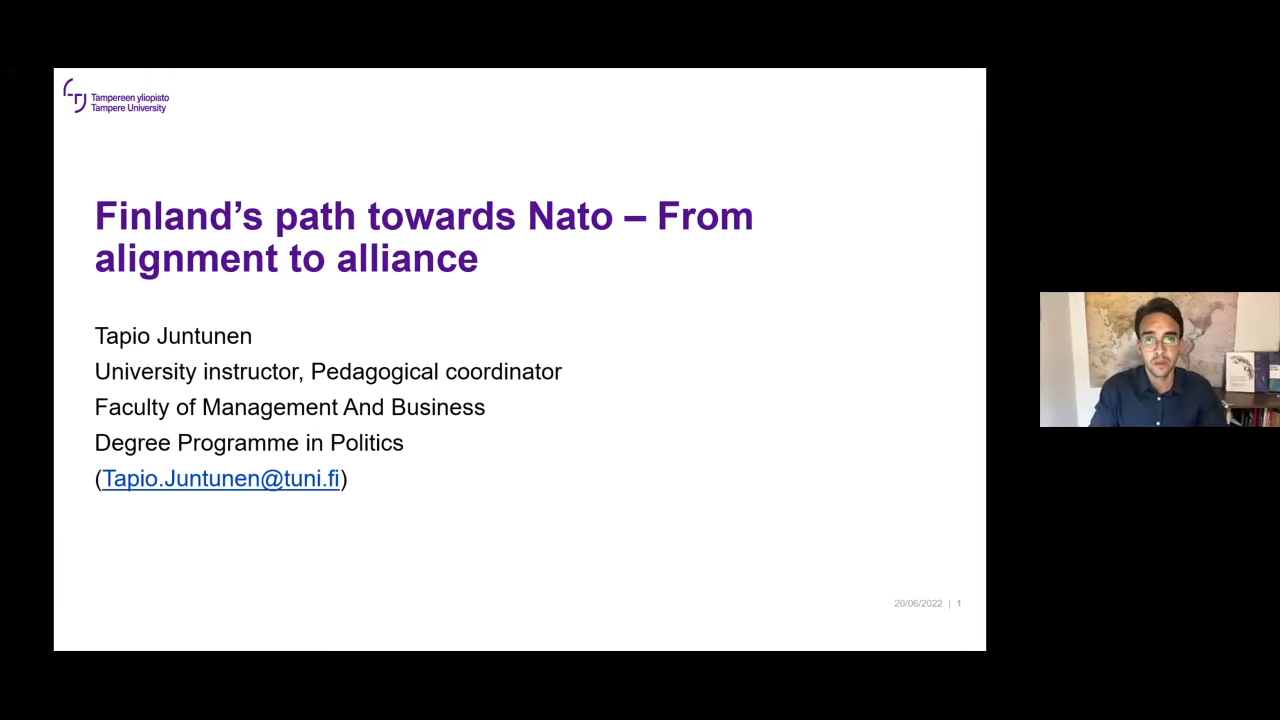 Tampereen yliopisto
Tampere University
Finland’s path towards Nato – From
alignment to alliance
Tapio Juntunen
University instructor, Pedagogical coordinator
Faculty of Management And Business
Degree Programme in Politics
(Tapio.Juntunen@tuni.fi)
20/06/2022 | 1